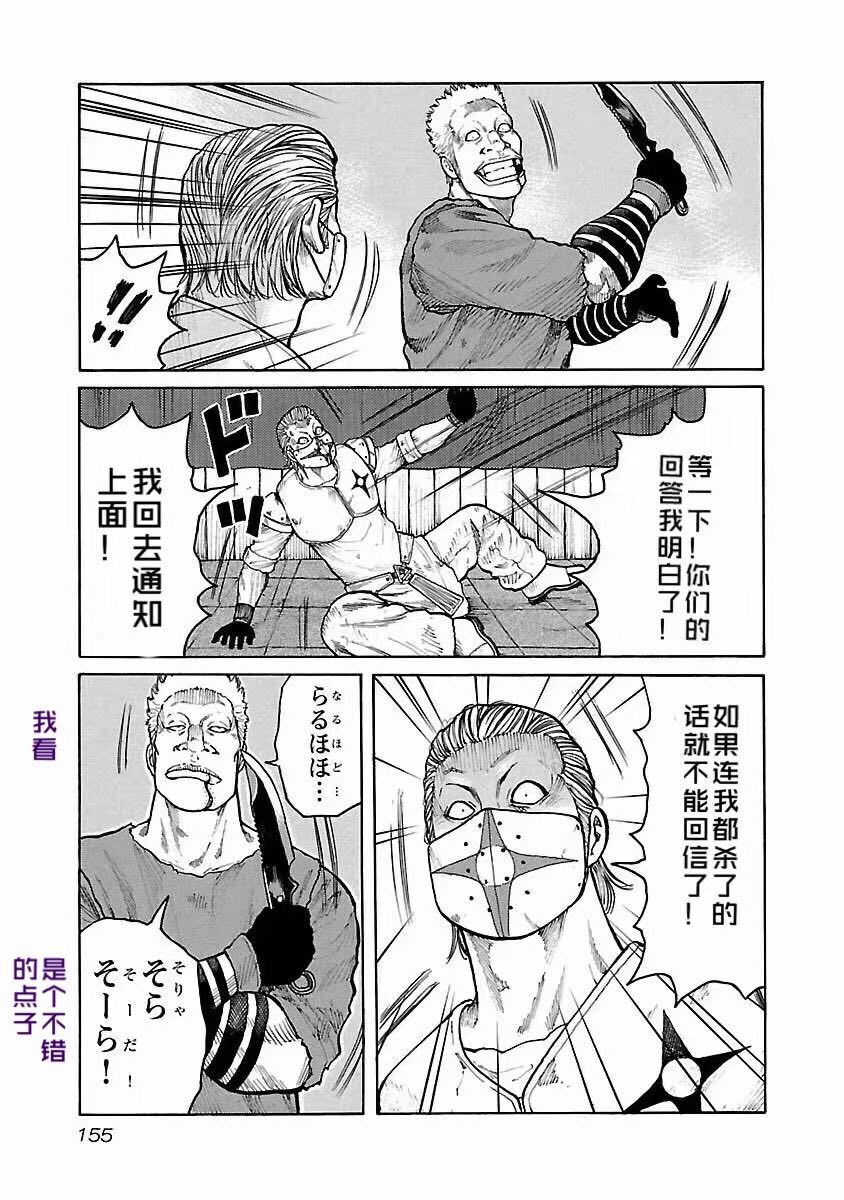 !!
等一下！你们的
回答我明白了！
ドドッ
我回去通知
上面！
如果连我都杀了的
话就不能回信了！
なるほど…
らるほほ…
我看
そりゃ
そーだ！
そら
そーら！
是个不错
的点子
155